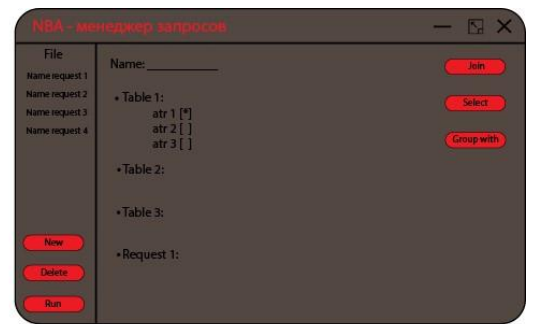 NBA - менеджер запросов
File
Name request 1
Name request 2
Name request 3
Name request 4
New
Delete
Run
Name:__________
• Table 1:
atr 1 [*]
atr 2 [ ]
atr 3 [ ]
• Table 2:
• Table 3:
• Request 1:
Join
Select
Group with